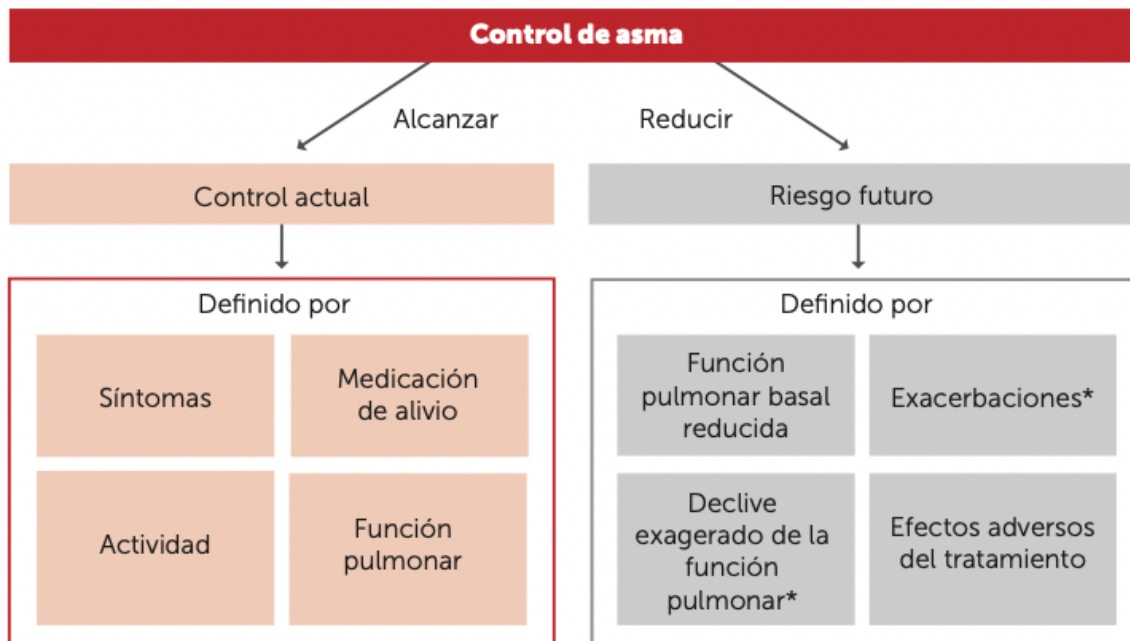 Control de asma
Alcanzar
Reducir
Control actual
Riesgo futuro
Definido por
Síntomas
Medicación
de alivio
Actividad
Función
pulmonar
Definido por
Función
pulmonar basal
reducida
Exacerbaciones*
Declive
exagerado de la
función
pulmonar*
Efectos adversos
del tratamiento